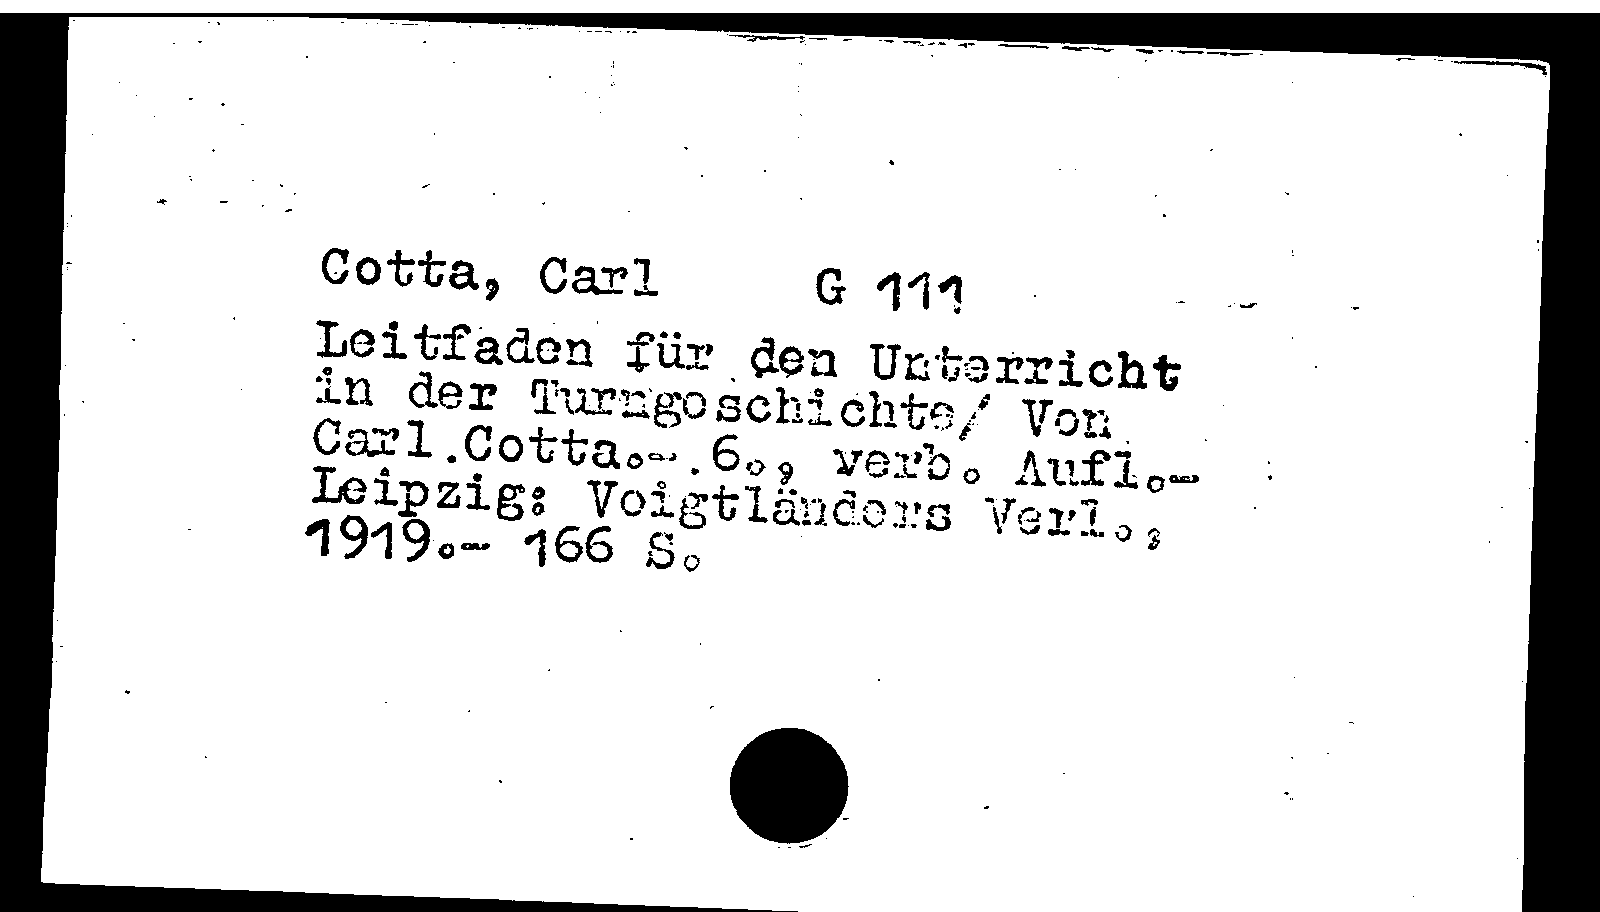 Cotta, Carl G 111
Leitfaden für den Unterricht
in der Turngeschichte/ Von
Carl Cotta.-.6., verb. Aufl.-
Leipzig: Voigtländers Verl.,
1919.- 166 S.